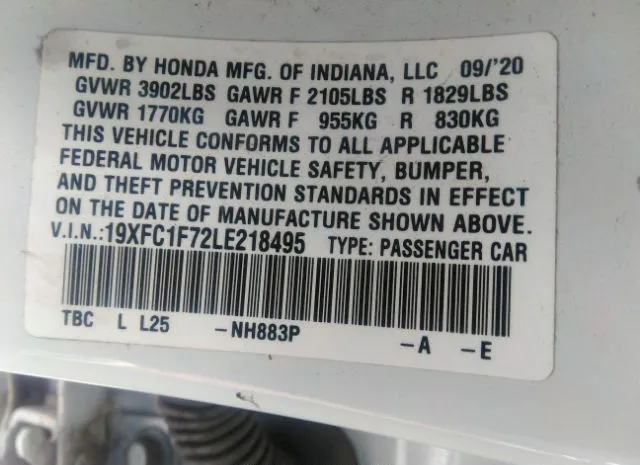 MFD. BY HONDA MFG. OF INDIANA, LLC 09/'20
GVWR 3902LBS GAWR F 2105LBS R 1829LBS
GVWR 1770KG GAWR F 955KG R 830KG
THIS VEHICLE CONFORMS TO ALL APPLICABLE
FEDERAL MOTOR VEHICLE SAFETY, BUMPER,
AND THEFT PREVENTION STANDARDS IN EFFECT
ON THE DATE OF MANUFACTURE SHOWN ABOVE.
V.I.N.:19XFC1F72LE218495 TYPE: PASSENGER CAR
TBC L L25 –NH883P –A –E